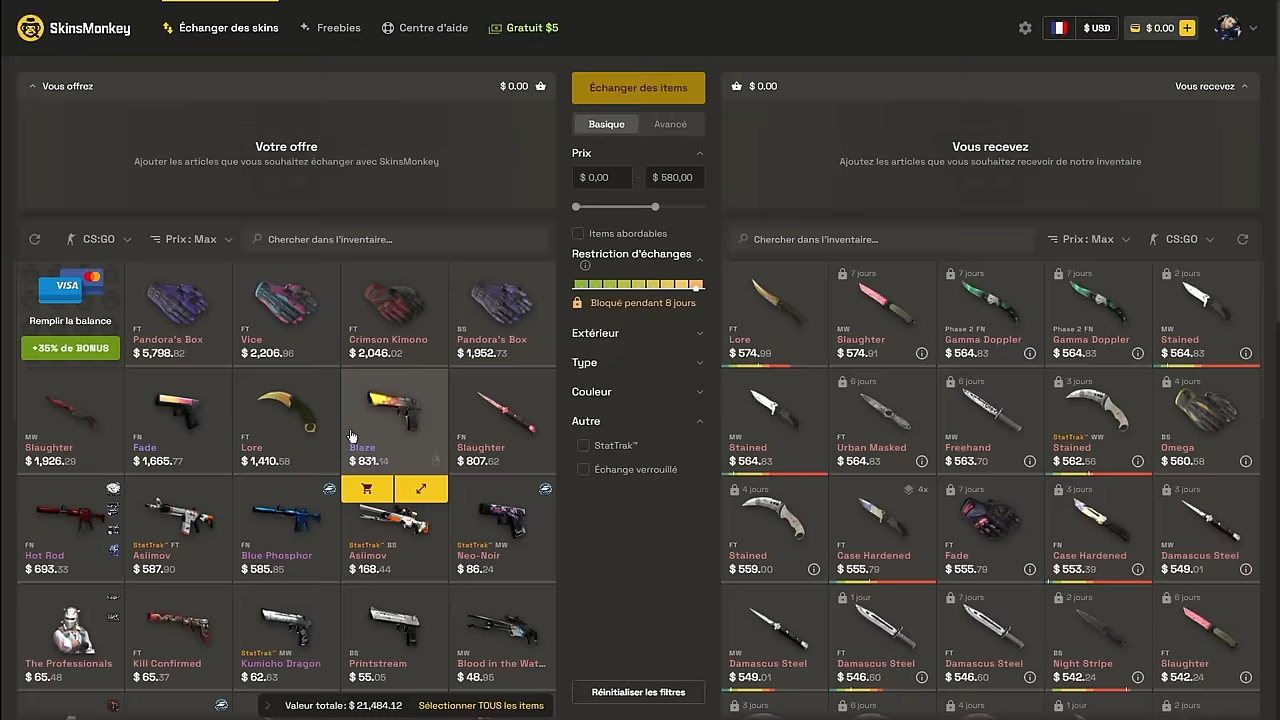 SkinsMonkey
Échanger des skins
Freebies
Centre d'aide
Gratuit $5
$ USD
$ 0.00
Vous offrez
$ 0.00
Votre offre
Ajouter les articles que vous souhaitez échanger avec SkinsMonkey
CS:GO
Prix : Max
Chercher dans l'inventaire...
VISA
Remplir la balance
+35% de BONUS
FT
Pandora's Box
$ 5,798.82
FT
Vice
$ 2,206.96
FT
Crimson Kimono
$ 2,046.02
BS
Pandora's Box
$ 1,952.73
MW
Slaughter
$ 1,926.29
FN
Fade
$ 1,665.77
FT
Lore
$ 1,410.58
Blaze
$ 831.14
FN
Slaughter
$ 807.62
FN
Hot Rod
$ 693.33
StatTrak™ FT
Asiimov
$ 587.90
FN
Blue Phosphor
$ 585.85
StatTrak™ BS
Asiimov
$ 168.44
StatTrak™ MW
Neo-Noir
$ 86.24
The Professionals
$ 65.48
FT
Kill Confirmed
$ 65.37
StatTrak™ MW
Kumicho Dragon
$ 62.63
BS
Printstream
$ 55.05
MW
Blood in the Wat...
$ 48.95
Valeur totale: $ 21,484.12
Sélectionner TOUS les items
Échanger des items
Basique
Avancé
Prix
$ 0,00
-
$ 580,00
Items abordables
Restriction d'échanges
Bloqué pendant 8 jours
Extérieur
Type
Couleur
Autre
StatTrak™
Échange verrouillé
Réinitialiser les filtres
$ 0.00
Vous recevez
Vous recevez
Ajoutez les articles que vous souhaitez recevoir de notre inventaire
Chercher dans l'inventaire...
Prix : Max
CS:GO
FT
Lore
$ 574.99
7 jours
MW
Slaughter
$ 574.91
7 jours
Phase 2 FN
Gamma Doppler
$ 564.83
7 jours
Phase 2 FN
Gamma Doppler
$ 564.83
2 jours
MW
Stained
$ 564.83
MW
Stained
$ 564.83
6 jours
FT
Urban Masked
$ 564.83
6 jours
MW
Freehand
$ 563.70
3 jours
StatTrak™ WW
Stained
$ 562.56
4 jours
BS
Omega
$ 560.58
4 jours
FT
Stained
$ 559.00
4x
FT
Case Hardened
$ 555.79
7 jours
FT
Fade
$ 555.79
3 jours
FN
Case Hardened
$ 553.39
3 jours
MW
Damascus Steel
$ 549.01
MW
Damascus Steel
$ 549.01
1 jour
FT
Damascus Steel
$ 546.60
7 jours
FT
Damascus Steel
$ 546.60
2 jours
BS
Night Stripe
$ 542.24
6 jours
FT
Slaughter
$ 542.24
3 jours
6 jours
2 jours
1 jour
2 jours